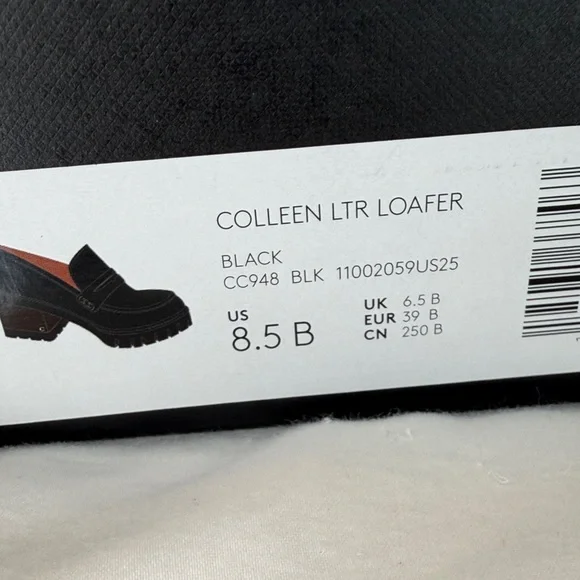 COLLEEN LTR LOAFER
BLACK
CC948 BLK 11002059US25
US
8.5 B
UK 6.5 B
EUR 39 B
CN 250 B